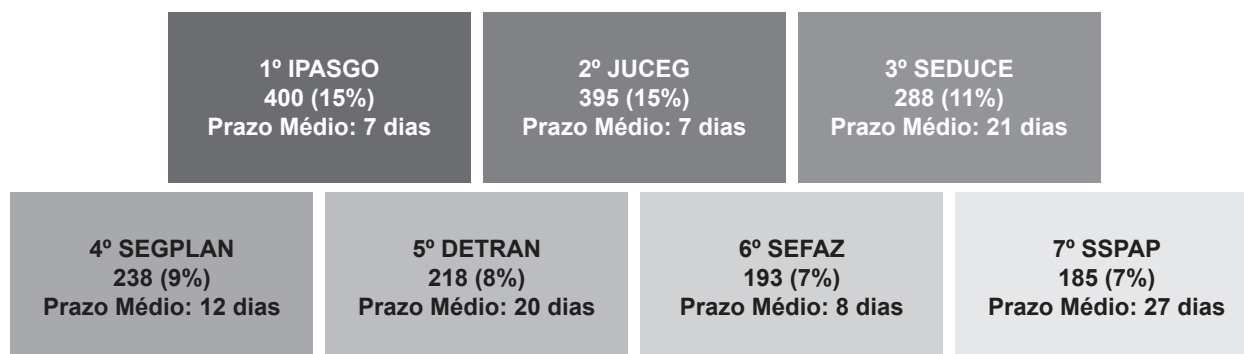 1º IPASGO
400 (15%)
Prazo Médio: 7 dias
2º JUCEG
395 (15%)
Prazo Médio: 7 dias
3º SEDUCE
288 (11%)
Prazo Médio: 21 dias
4º SEGPLAN
238 (9%)
Prazo Médio: 12 dias
5º DETRAN
218 (8%)
Prazo Médio: 20 dias
6º SEFAZ
193 (7%)
Prazo Médio: 8 dias
7º SSPAP
185 (7%)
Prazo Médio: 27 dias